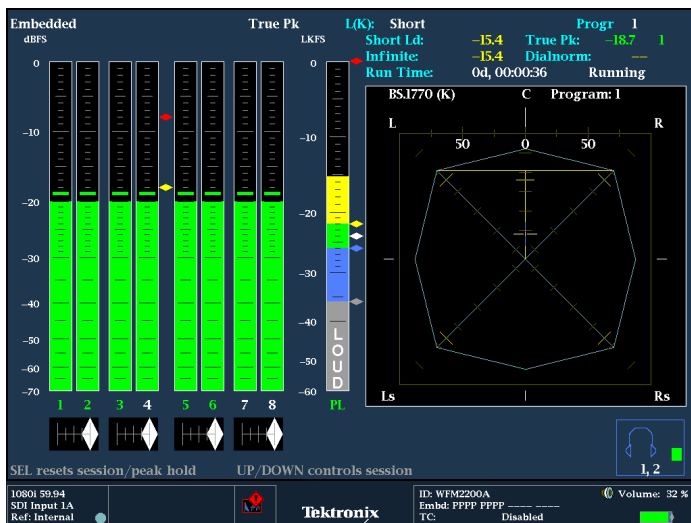 Embedded True Pk L(K): Short Progr 1
dBFS LKFS Short Ld: −15.4 True Pk: −18.7 1
Infinite: −15.4 Dialnorm: −−
Run Time: 0d, 00:00:36 Running
BS.1770 (K) C Program: 1
L R
50 0 50
0 0
−10 −10
−20 −20
−30 −30
−40 −40
−50 −50
−60
−70 −60
LOUD
Ls Rs
1 2 3 4 5 6 7 8 PL
1, 2
SEL resets session/peak hold UP/DOWN controls session
1080i 59.94
SDI Input 1A
Ref: Internal
Tektronix
ID: WFM2200A
Embd: PPPP PPPP ---- ----
TC: Disabled
Volume: 32 %